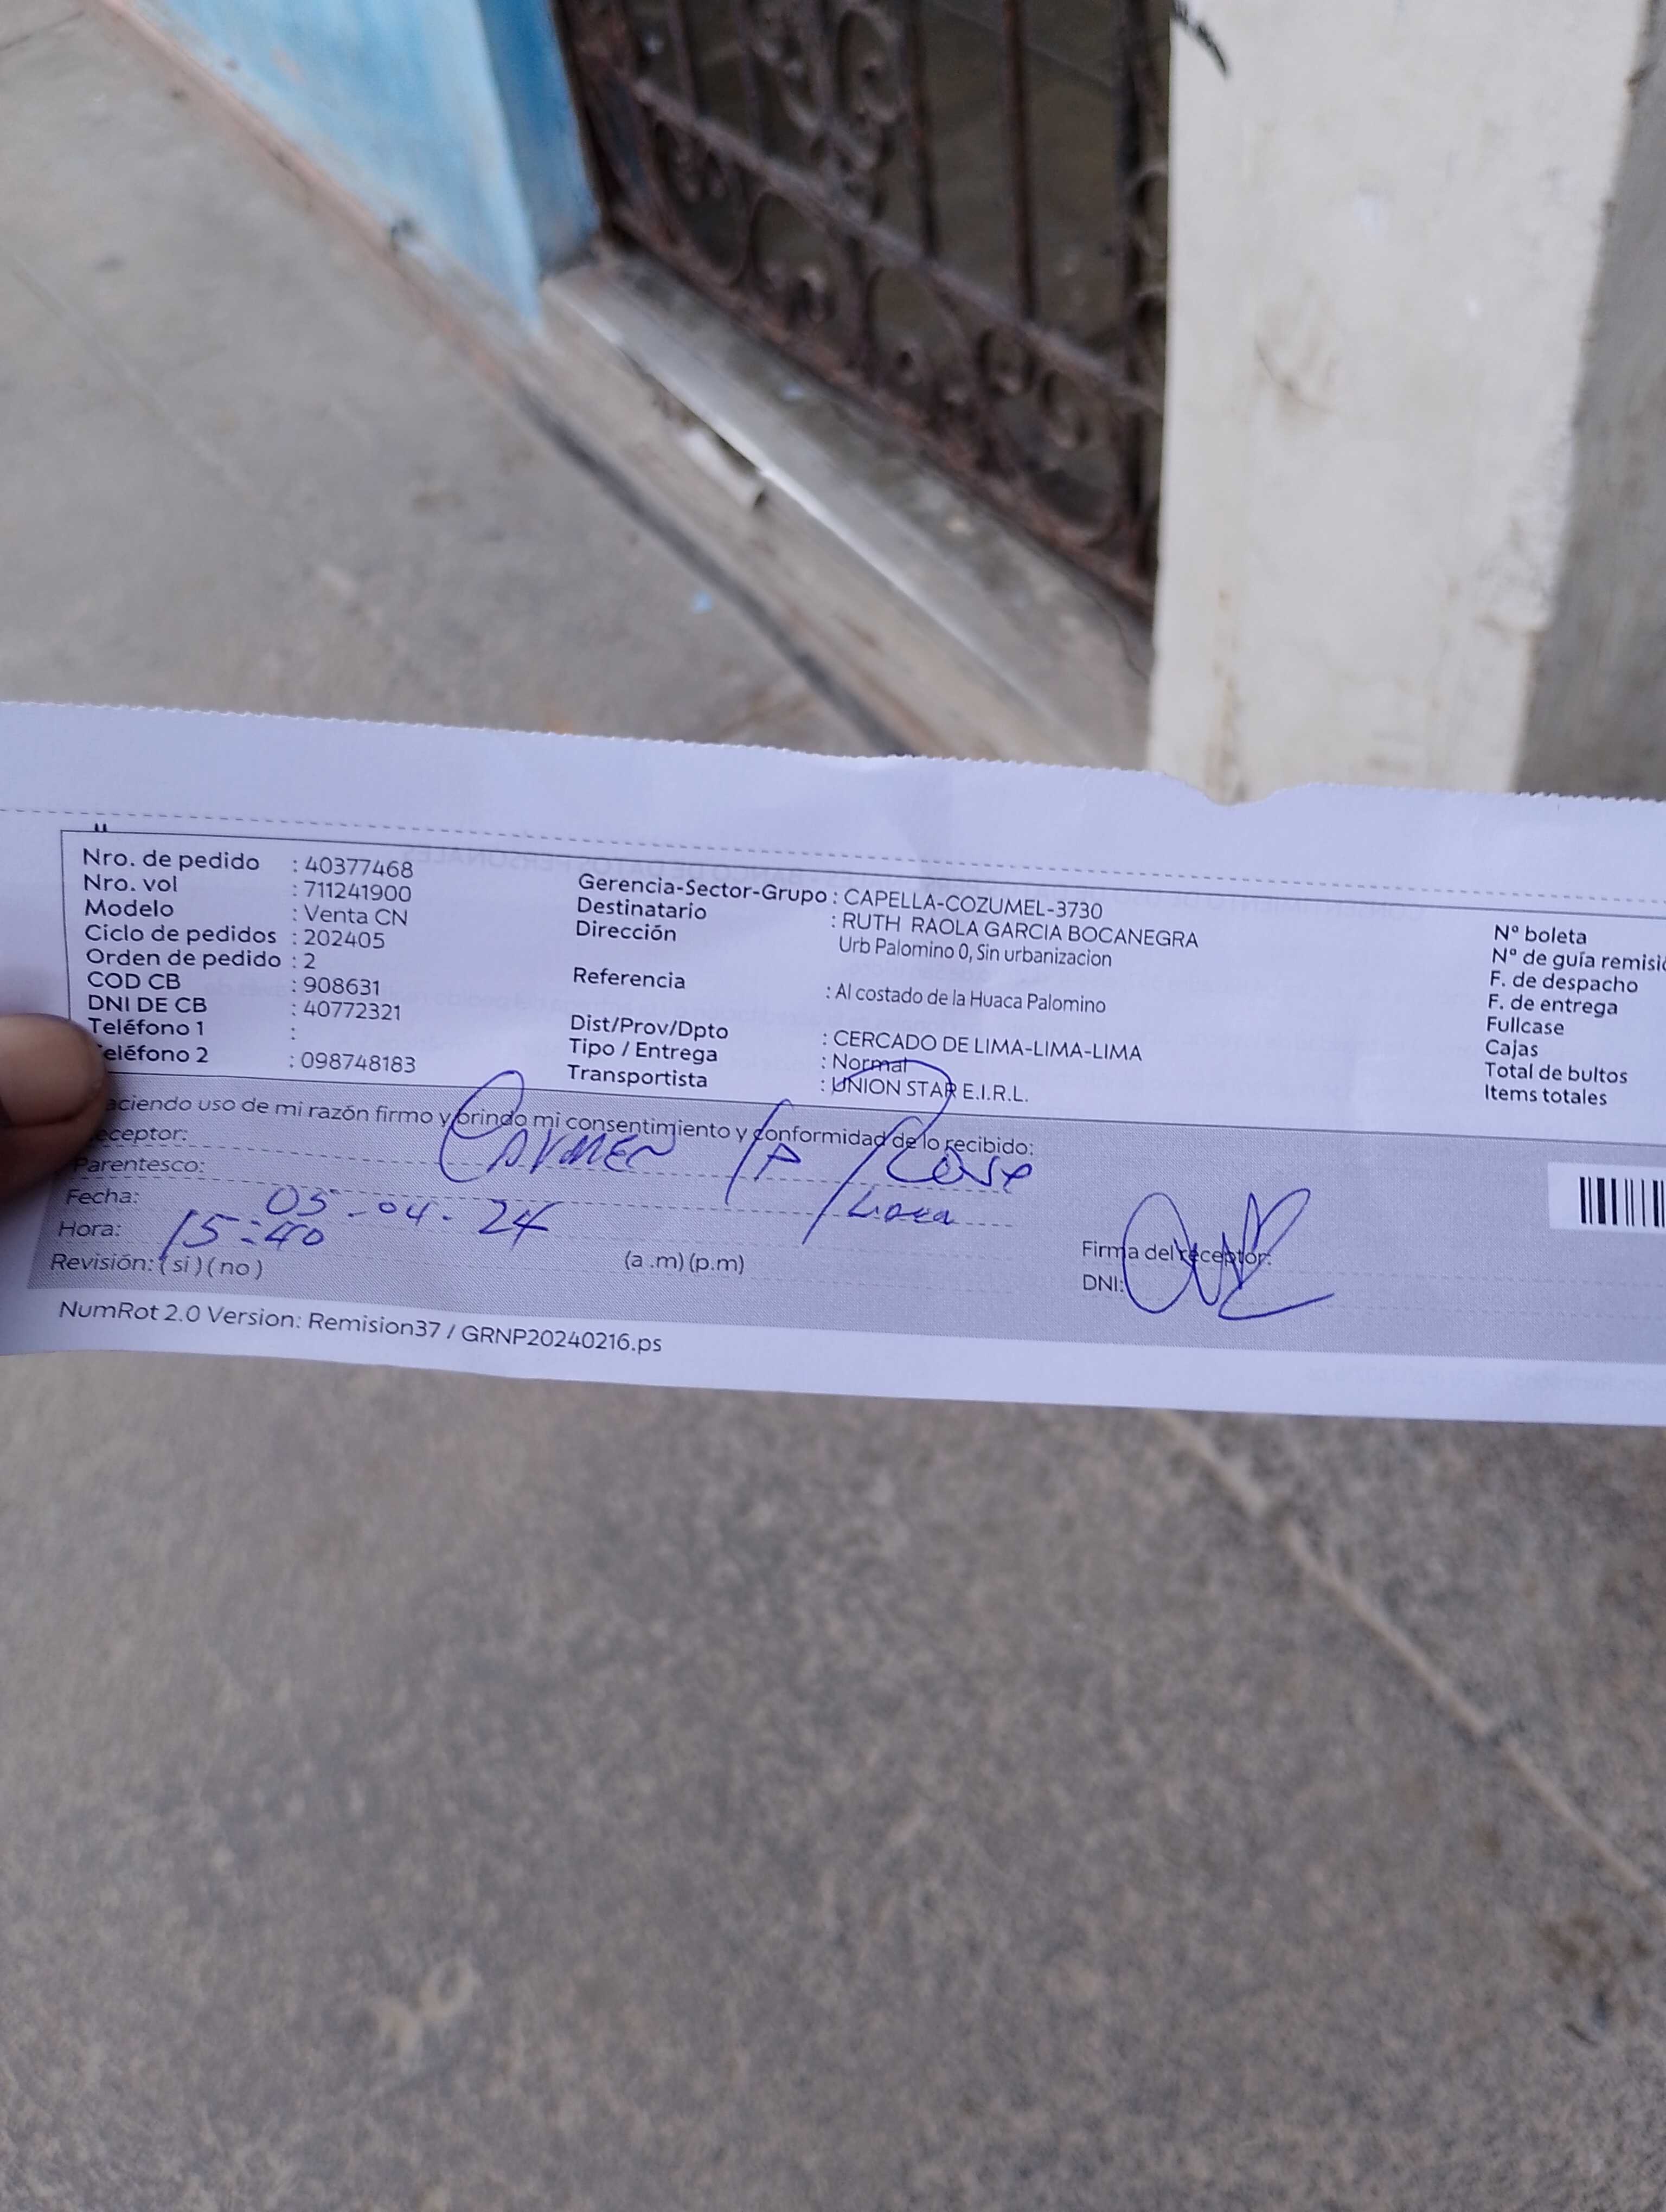 Nro. de pedido : 40377468
Nro. vol : 711241900
Modelo : Venta CN
Ciclo de pedidos : 202405
Orden de pedido : 2
COD CB : 908631
DNI DE CB : 40772321
Teléfono 1 :
eléfono 2 : 098748183
Gerencia-Sector-Grupo : CAPELLA-COZUMEL-3730
Destinatario : RUTH RAOLA GARCIA BOCANEGRA
Dirección Urb Palomino 0, Sin urbanizacion
Referencia : Al costado de la Huaca Palomino
Dist/Prov/Dpto : CERCADO DE LIMA-LIMA-LIMA
Tipo / Entrega : Normal
Transportista : UNION STAR E.I.R.L.
N° boleta
N° de guía remisió
F. de despacho
F. de entrega
Fullcase
Cajas
Total de bultos
Items totales
aciendo uso de mi razón firmo y brindo mi consentimiento y conformidad de lo recibido:
eceptor: CARMEN
Parentesco:
Fecha: 05-04-24
Hora: 15:40 (a .m) (p.m)
Revisión: (si) (no)
Firma del receptor:
DNI:
NumRot 2.0 Version: Remision37 / GRNP20240216.ps